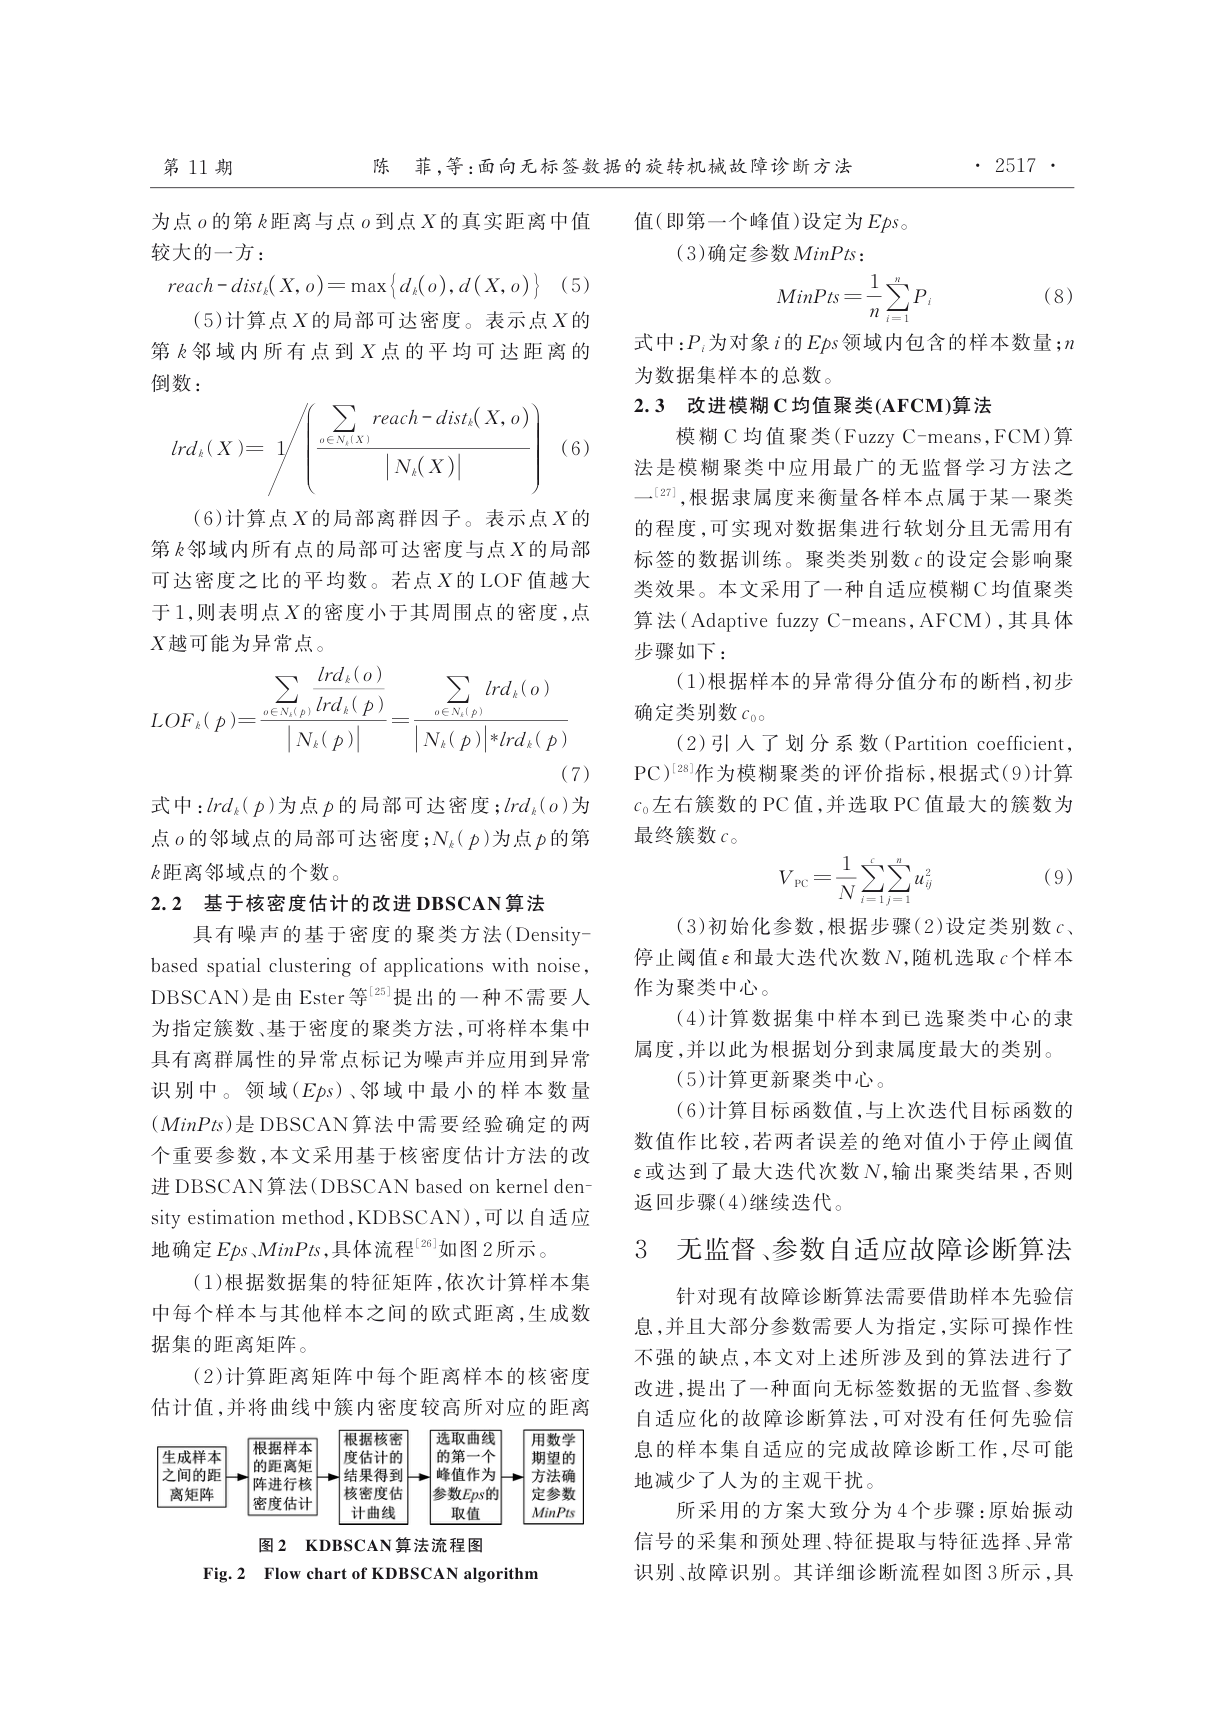 第 11 期　陈　菲,等:面向无标签数据的旋转机械故障诊断方法　· 2517 ·
为点 o 的第 k 距离与点 o 到点 X 的真实距离中值
较大的一方:
reach-dist_k(X, o)=max{d_k(o), d(X, o)} (5)
(5)计算点 X 的局部可达密度。表示点 X 的
第 k 邻域内所有点到 X 点的平均可达距离的
倒数:
lrd_k(X)= 1/(∑_{o∈N_k(X)} reach-dist_k(X, o) / |N_k(X)|) (6)
(6)计算点 X 的局部离群因子。表示点 X 的
第 k 邻域内所有点的局部可达密度与点 X 的局部
可达密度之比的平均数。若点 X 的 LOF 值越大
于 1,则表明点 X 的密度小于其周围点的密度,点
X 越可能为异常点。
LOF_k(p)= (∑_{o∈N_k(p)} lrd_k(o)/lrd_k(p)) / |N_k(p)| = (∑_{o∈N_k(p)} lrd_k(o)) / (|N_k(p)|*lrd_k(p))
(7)
式中:lrd_k(p)为点 p 的局部可达密度;lrd_k(o)为
点 o 的邻域点的局部可达密度;N_k(p)为点 p 的第
k 距离邻域点的个数。
2.2 基于核密度估计的改进 DBSCAN 算法
具有噪声的基于密度的聚类方法(Density-
based spatial clustering of applications with noise,
DBSCAN)是由 Ester 等[25]提出的一种不需要人
为指定簇数、基于密度的聚类方法,可将样本集中
具有离群属性的异常点标记为噪声并应用到异常
识别中。领域(Eps)、邻域中最小的样本数量
(MinPts)是 DBSCAN 算法中需要经验确定的两
个重要参数,本文采用基于核密度估计方法的改
进 DBSCAN 算法(DBSCAN based on kernel den-
sity estimation method,KDBSCAN),可以自适应
地确定 Eps、MinPts,具体流程[26]如图 2 所示。
(1)根据数据集的特征矩阵,依次计算样本集
中每个样本与其他样本之间的欧式距离,生成数
据集的距离矩阵。
(2)计算距离矩阵中每个距离样本的核密度
估计值,并将曲线中簇内密度较高所对应的距离
生成样本
之间的距
离矩阵
根据样本
的距离矩
阵进行核
密度估计
根据核密
度估计的
结果得到
核密度估
计曲线
选取曲线
的第一个
峰值作为
参数Eps的
取值
用数学
期望的
方法确
定参数
MinPts
图 2 KDBSCAN 算法流程图
Fig. 2 Flow chart of KDBSCAN algorithm
值(即第一个峰值)设定为 Eps。
(3)确定参数 MinPts:
MinPts = 1/n ∑_{i=1}^{n} P_i (8)
式中:P_i 为对象 i 的 Eps 领域内包含的样本数量;n
为数据集样本的总数。
2.3 改进模糊 C 均值聚类(AFCM)算法
模糊 C 均值聚类(Fuzzy C-means,FCM)算
法是模糊聚类中应用最广的无监督学习方法之
一[27],根据隶属度来衡量各样本点属于某一聚类
的程度,可实现对数据集进行软划分且无需用有
标签的数据训练。聚类类别数 c 的设定会影响聚
类效果。本文采用了一种自适应模糊 C 均值聚类
算法(Adaptive fuzzy C-means, AFCM),其具体
步骤如下:
(1)根据样本的异常得分值分布的断档,初步
确定类别数 c₀。
(2)引入了划分系数(Partition coefficient,
PC)[28]作为模糊聚类的评价指标,根据式(9)计算
c₀ 左右簇数的 PC 值,并选取 PC 值最大的簇数为
最终簇数 c。
V_PC = 1/N ∑_{i=1}^{c} ∑_{j=1}^{n} u_{ij}^2 (9)
(3)初始化参数,根据步骤(2)设定类别数 c、
停止阈值 ε 和最大迭代次数 N,随机选取 c 个样本
作为聚类中心。
(4)计算数据集中样本到已选聚类中心的隶
属度,并以此为根据划分到隶属度最大的类别。
(5)计算更新聚类中心。
(6)计算目标函数值,与上次迭代目标函数的
数值作比较,若两者误差的绝对值小于停止阈值
ε 或达到了最大迭代次数 N,输出聚类结果,否则
返回步骤(4)继续迭代。
3 无监督、参数自适应故障诊断算法
针对现有故障诊断算法需要借助样本先验信
息,并且大部分参数需要人为指定,实际可操作性
不强的缺点,本文对上述所涉及到的算法进行了
改进,提出了一种面向无标签数据的无监督、参数
自适应化的故障诊断算法,可对没有任何先验信
息的样本集自适应的完成故障诊断工作,尽可能
地减少了人为的主观干扰。
所采用的方案大致分为 4 个步骤:原始振动
信号的采集和预处理、特征提取与特征选择、异常
识别、故障识别。其详细诊断流程如图 3 所示,具